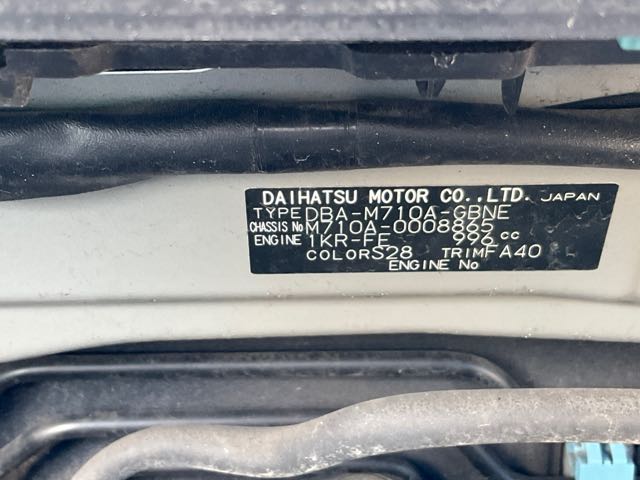 DAIHATSU MOTOR CO.,LTD. JAPAN
TYPE DBA-M710A-GBNE
CHASSIS No M710A-0008865
ENGINE 1KR-FE 996 cc
COLOR S28 TRIM FA40
ENGINE No